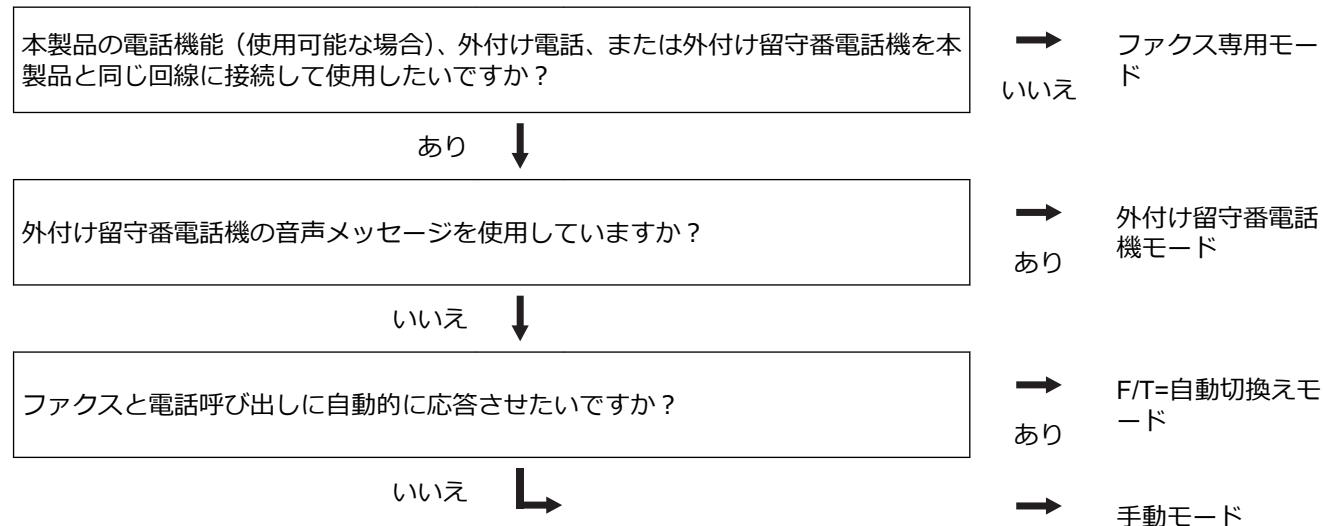 本製品の電話機能（使用可能な場合）、外付け電話、または外付け留守番電話機を本
製品と同じ回線に接続して使用したいですか？
いいえ
ファクス専用モー
ド
あり
外付け留守番電話機の音声メッセージを使用していますか？
あり
外付け留守番電話
機モード
いいえ
ファクスと電話呼び出しに自動的に応答させたいですか？
あり
F/T=自動切換えモ
ード
いいえ
手動モード